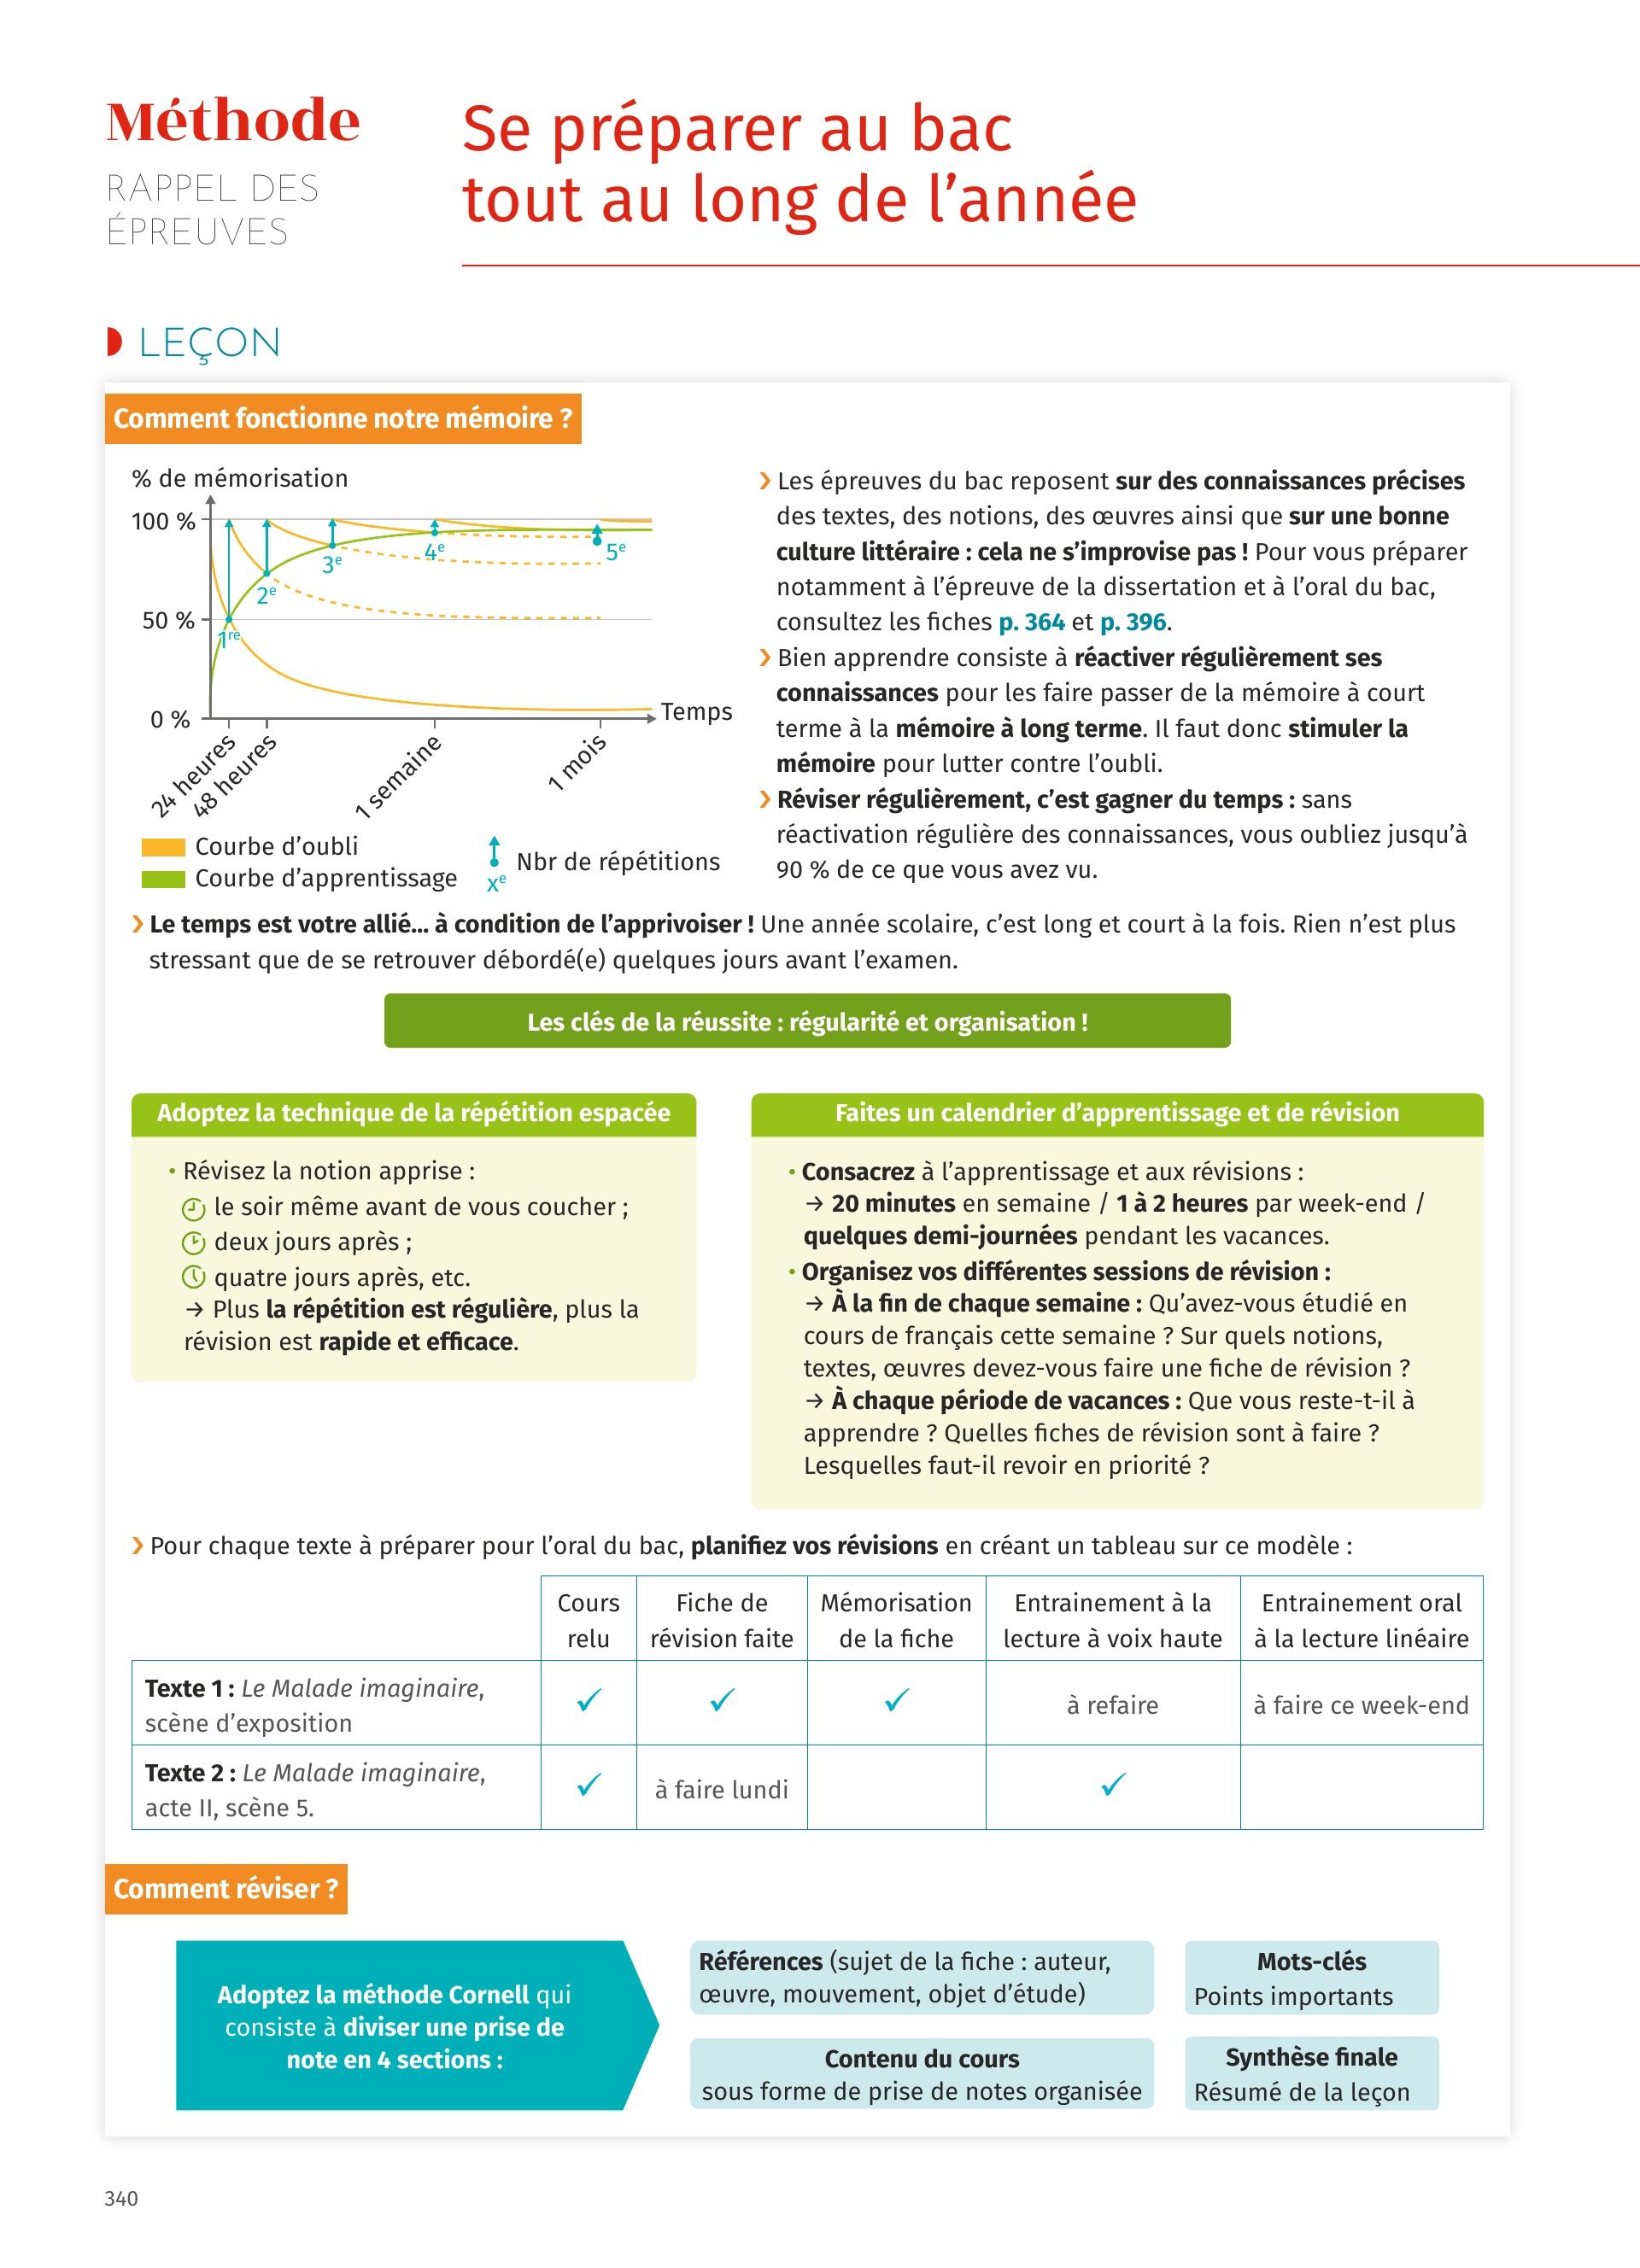 Méthode
RAPPEL DES
ÉPREUVES
Se préparer au bac
tout au long de l’année
LEÇON
Comment fonctionne notre mémoire ?
% de mémorisation
100 %
50 %
0 %
1re
2e
3e
4e
5e
Temps
24 heures
48 heures
1 semaine
1 mois
Courbe d’oubli
Courbe d’apprentissage
xe
Nbr de répétitions
› Les épreuves du bac reposent sur des connaissances précises
des textes, des notions, des œuvres ainsi que sur une bonne
culture littéraire : cela ne s’improvise pas ! Pour vous préparer
notamment à l’épreuve de la dissertation et à l’oral du bac,
consultez les fiches p. 364 et p. 396.
› Bien apprendre consiste à réactiver régulièrement ses
connaissances pour les faire passer de la mémoire à court
terme à la mémoire à long terme. Il faut donc stimuler la
mémoire pour lutter contre l’oubli.
› Réviser régulièrement, c’est gagner du temps : sans
réactivation régulière des connaissances, vous oubliez jusqu’à
90 % de ce que vous avez vu.
› Le temps est votre allié... à condition de l’apprivoiser ! Une année scolaire, c’est long et court à la fois. Rien n’est plus
stressant que de se retrouver débordé(e) quelques jours avant l’examen.
Les clés de la réussite : régularité et organisation !
Adoptez la technique de la répétition espacée
• Révisez la notion apprise :
le soir même avant de vous coucher ;
deux jours après ;
quatre jours après, etc.
→ Plus la répétition est régulière, plus la
révision est rapide et efficace.
Faites un calendrier d’apprentissage et de révision
• Consacrez à l’apprentissage et aux révisions :
→ 20 minutes en semaine / 1 à 2 heures par week-end /
quelques demi-journées pendant les vacances.
• Organisez vos différentes sessions de révision :
→ À la fin de chaque semaine : Qu’avez-vous étudié en
cours de français cette semaine ? Sur quels notions,
textes, œuvres devez-vous faire une fiche de révision ?
→ À chaque période de vacances : Que vous reste-t-il à
apprendre ? Quelles fiches de révision sont à faire ?
Lesquelles faut-il revoir en priorité ?
› Pour chaque texte à préparer pour l’oral du bac, planifiez vos révisions en créant un tableau sur ce modèle :
Cours
relu
Fiche de
révision faite
Mémorisation
de la fiche
Entrainement à la
lecture à voix haute
Entrainement oral
à la lecture linéaire
Texte 1 : Le Malade imaginaire,
scène d’exposition
✓
✓
✓
à refaire
à faire ce week-end
Texte 2 : Le Malade imaginaire,
acte II, scène 5.
✓
à faire lundi
✓
Comment réviser ?
Adoptez la méthode Cornell qui
consiste à diviser une prise de
note en 4 sections :
Références (sujet de la fiche : auteur,
œuvre, mouvement, objet d’étude)
Mots-clés
Points importants
Contenu du cours
sous forme de prise de notes organisée
Synthèse finale
Résumé de la leçon
340